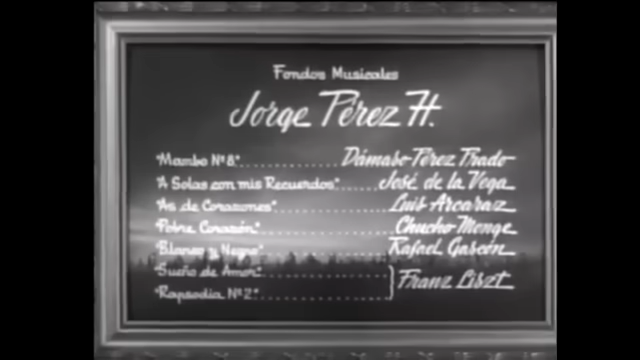 Fondos Musicales
Jorge Pérez H.
"Mambo Nº 8" Dámaso Pérez Prado
"A Solas con mis Recuerdos" José de la Vega
"As de Corazones" Luis Arcaraz
"Pobre Corazón" Chucho Monge
"Blanco y Negro" Rafael Gascón
"Sueño de Amor"
"Rapsodia Nº 2" Franz Liszt